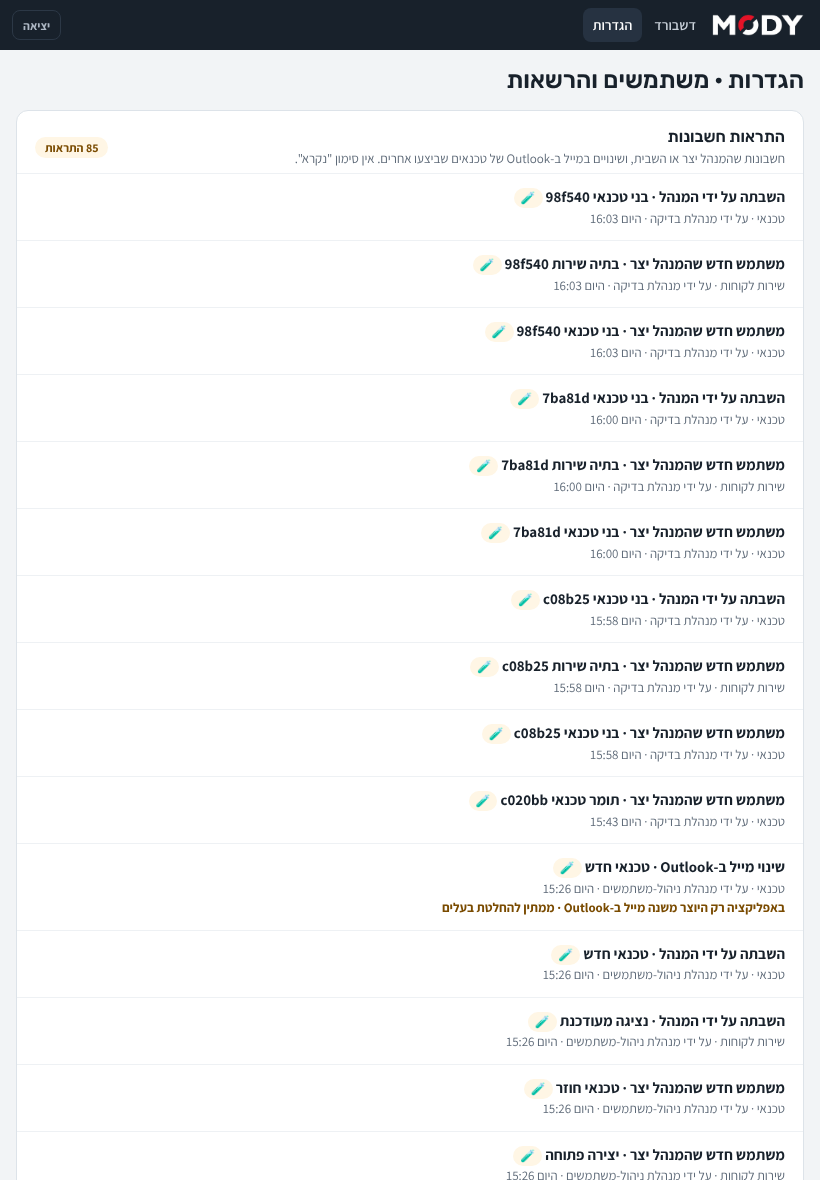 MODY
דשבורד
הגדרות
יציאה
הגדרות • משתמשים והרשאות
התראות חשבונות
85 התראות
חשבונות שהמנהל יצר או השבית, ושינויים במייל ב-Outlook של טכנאים שביצעו אחרים. אין סימון "נקרא".
השבתה על ידי המנהל · בני טכנאי 98f540 🧪
טכנאי · על ידי מנהלת בדיקה · היום 16:03
משתמש חדש שהמנהל יצר · בתיה שירות 98f540 🧪
שירות לקוחות · על ידי מנהלת בדיקה · היום 16:03
משתמש חדש שהמנהל יצר · בני טכנאי 98f540 🧪
טכנאי · על ידי מנהלת בדיקה · היום 16:03
השבתה על ידי המנהל · בני טכנאי 7ba81d 🧪
טכנאי · על ידי מנהלת בדיקה · היום 16:00
משתמש חדש שהמנהל יצר · בתיה שירות 7ba81d 🧪
שירות לקוחות · על ידי מנהלת בדיקה · היום 16:00
משתמש חדש שהמנהל יצר · בני טכנאי 7ba81d 🧪
טכנאי · על ידי מנהלת בדיקה · היום 16:00
השבתה על ידי המנהל · בני טכנאי c08b25 🧪
טכנאי · על ידי מנהלת בדיקה · היום 15:58
משתמש חדש שהמנהל יצר · בתיה שירות c08b25 🧪
שירות לקוחות · על ידי מנהלת בדיקה · היום 15:58
משתמש חדש שהמנהל יצר · בני טכנאי c08b25 🧪
טכנאי · על ידי מנהלת בדיקה · היום 15:58
משתמש חדש שהמנהל יצר · תומר טכנאי c020bb 🧪
טכנאי · על ידי מנהלת בדיקה · היום 15:43
שינוי מייל ב-Outlook · טכנאי חדש 🧪
טכנאי · על ידי מנהלת ניהול-משתמשים · היום 15:26
באפליקציה רק היוצר משנה מייל ב-Outlook · ממתין להחלטת בעלים
השבתה על ידי המנהל · טכנאי חדש 🧪
טכנאי · על ידי מנהלת ניהול-משתמשים · היום 15:26
השבתה על ידי המנהל · נציגה מעודכנת 🧪
שירות לקוחות · על ידי מנהלת ניהול-משתמשים · היום 15:26
משתמש חדש שהמנהל יצר · טכנאי חוזר 🧪
טכנאי · על ידי מנהלת ניהול-משתמשים · היום 15:26
משתמש חדש שהמנהל יצר · יצירה פתוחה 🧪
שירות לקוחות · על ידי מנהלת ניהול-משתמשים · היום 15:26